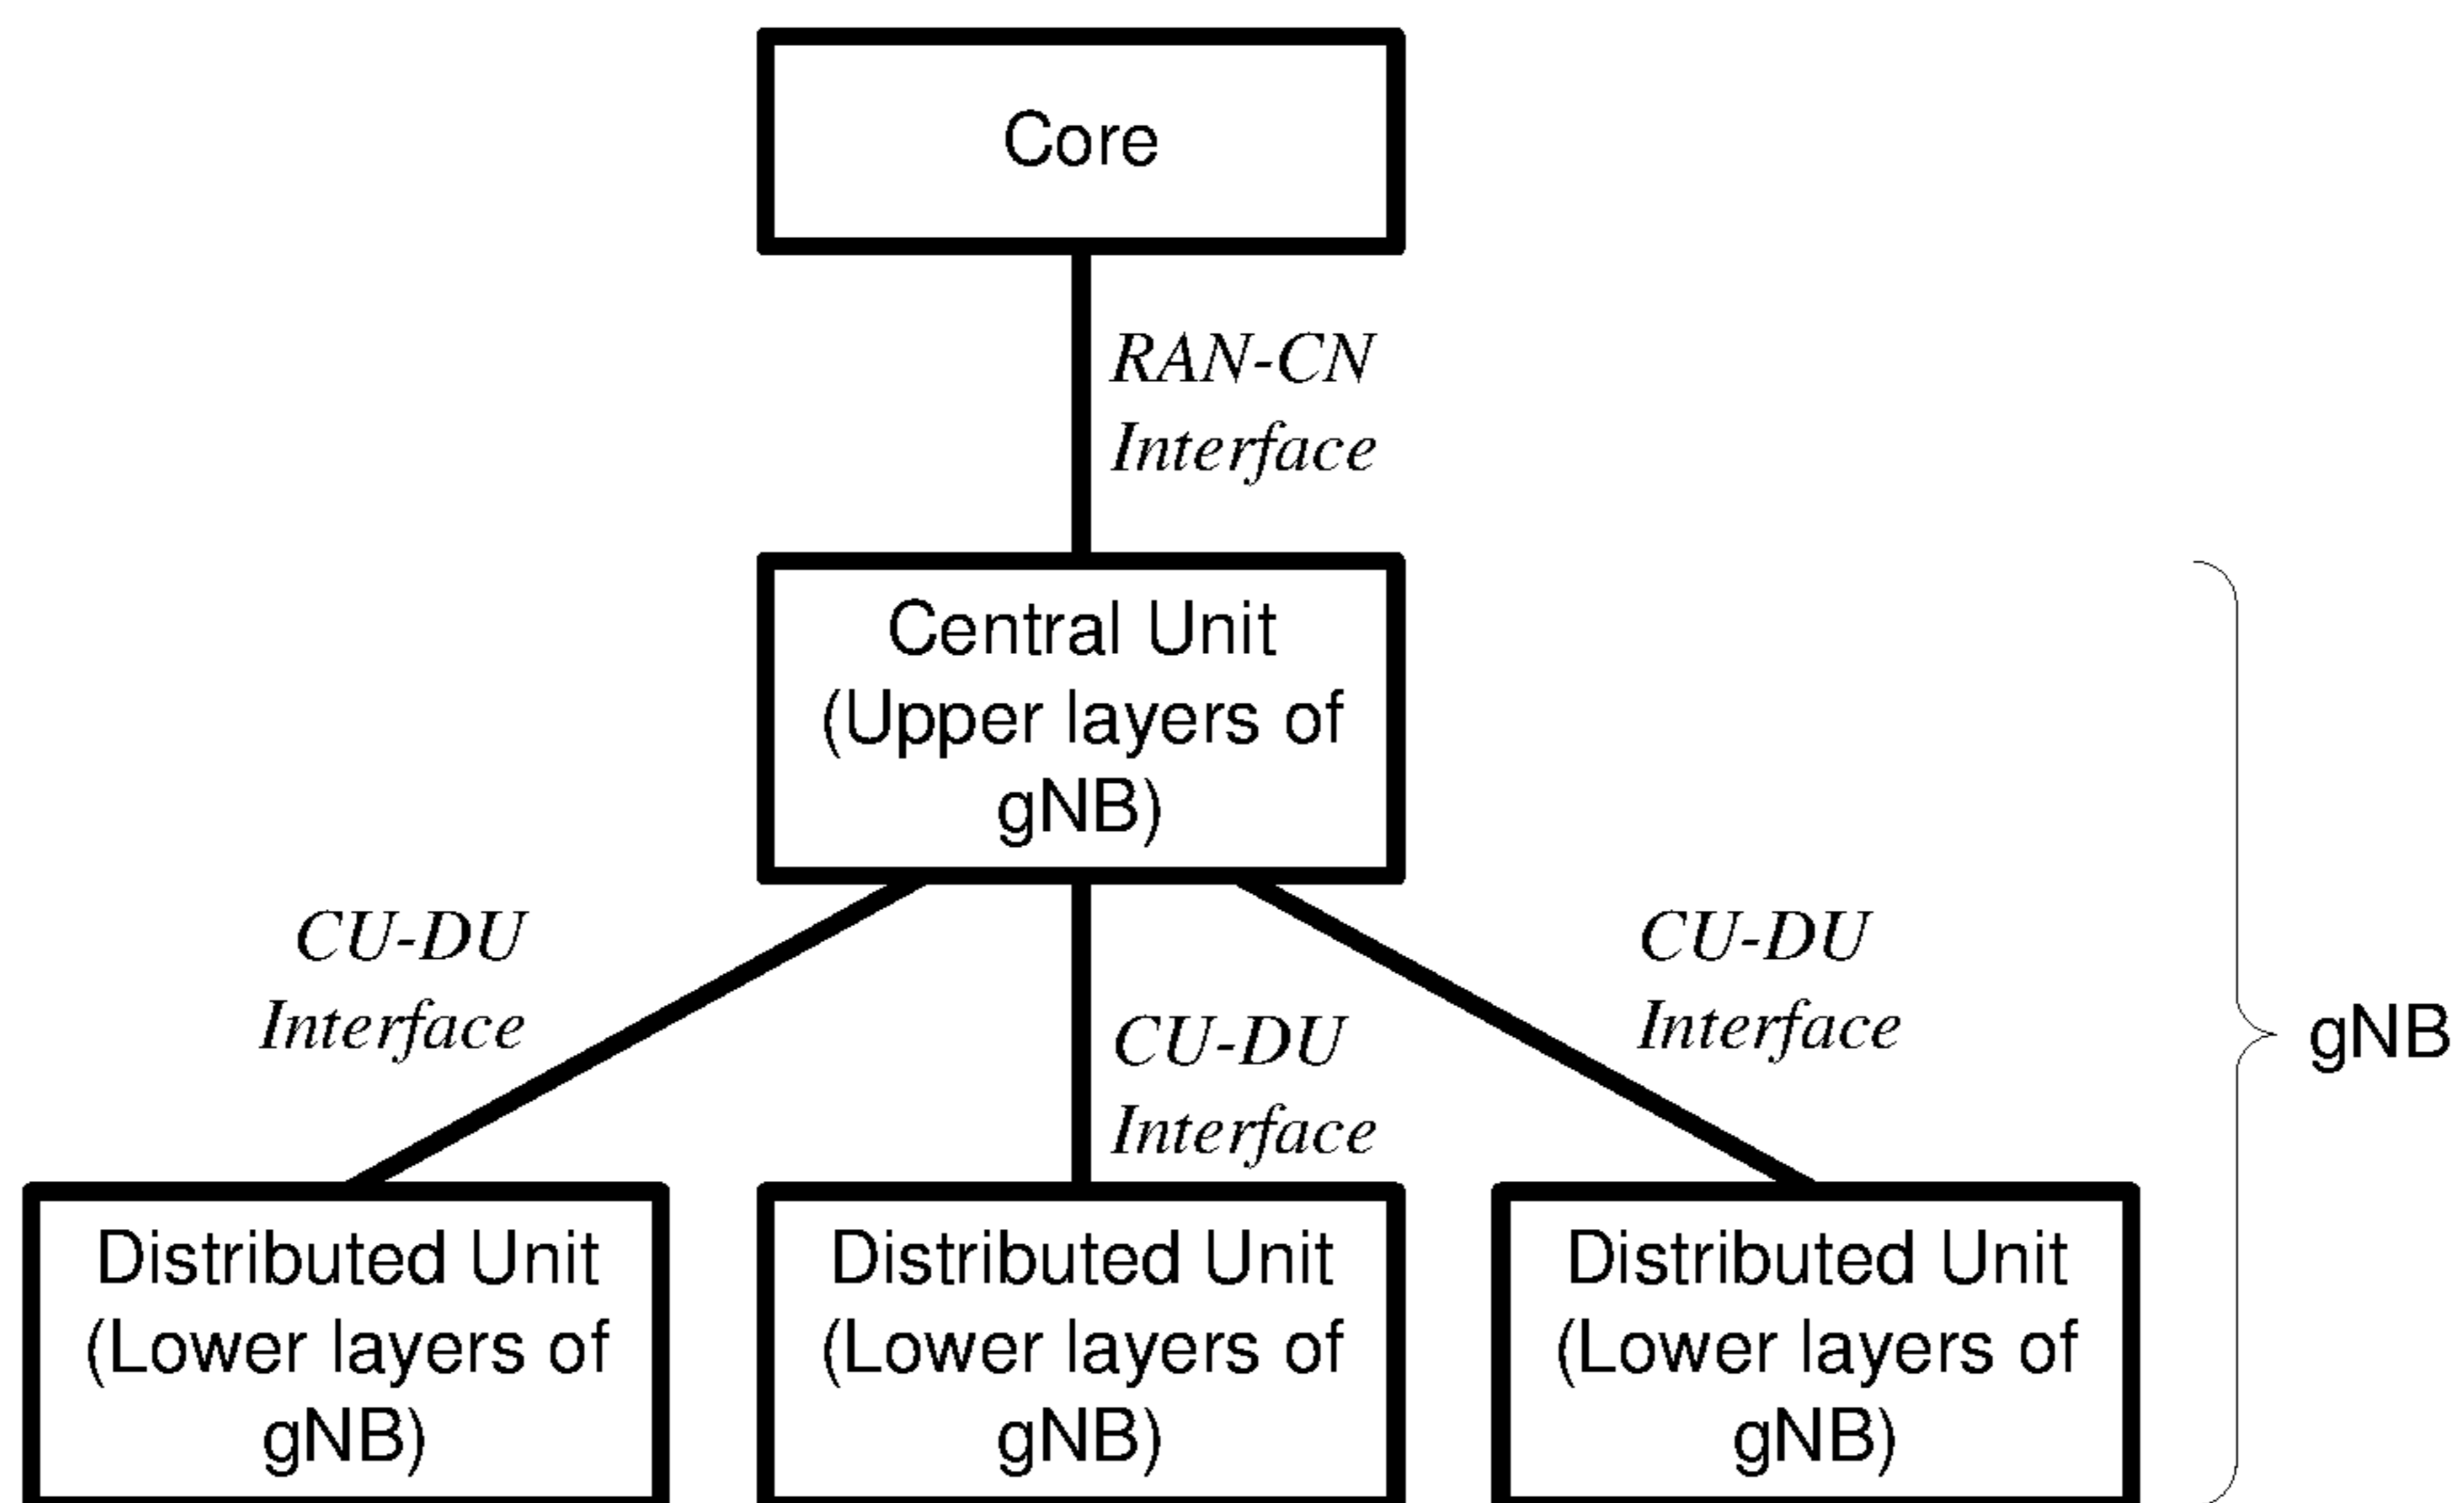 Core
RAN-CN
Interface
Central Unit
(Upper layers of
gNB)
CU-DU
Interface
CU-DU
Interface
CU-DU
Interface
gNB
Distributed Unit
(Lower layers of
gNB)
Distributed Unit
(Lower layers of
gNB)
Distributed Unit
(Lower layers of
gNB)